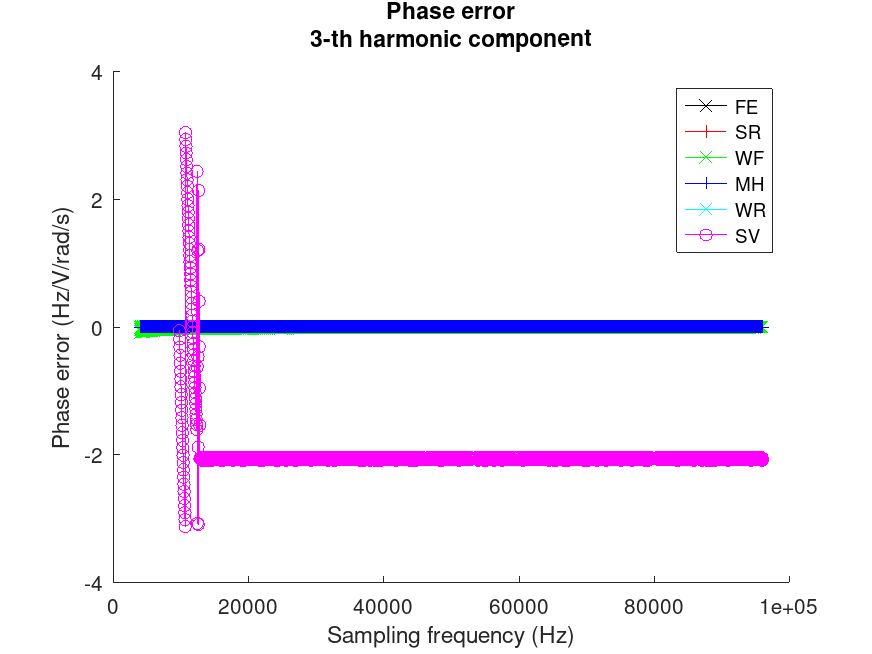 Phase error
3-th harmonic component
4
2
0
-2
-4
Phase error (Hz/V/rad/s)
FE
SR
WF
MH
WR
SV
0
20000
40000
60000
80000
1e+05
Sampling frequency (Hz)